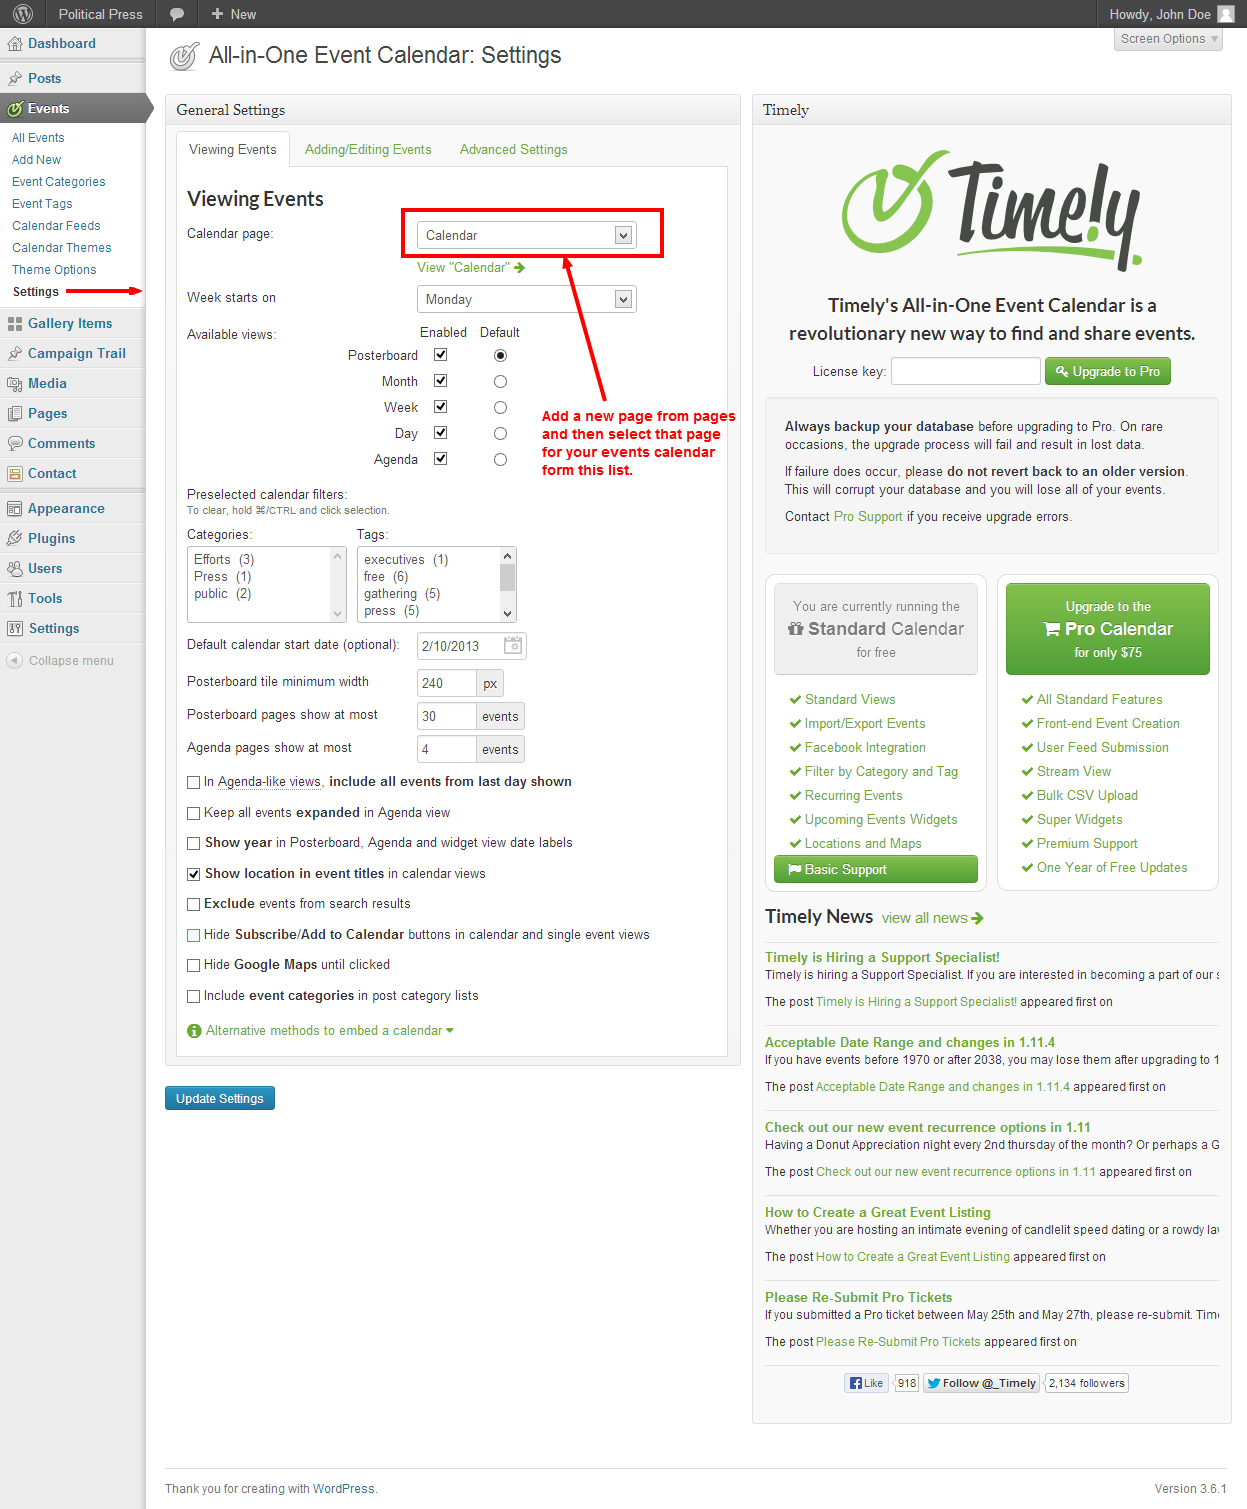 Political Press
New
Howdy, John Doe
Screen Options
Dashboard
Posts
Events
All Events
Add New
Event Categories
Event Tags
Calendar Feeds
Calendar Themes
Theme Options
Settings
Gallery Items
Campaign Trail
Media
Pages
Comments
Contact
Appearance
Plugins
Users
Tools
Settings
Collapse menu
All-in-One Event Calendar: Settings
General Settings
Viewing Events
Adding/Editing Events
Advanced Settings
Viewing Events
Calendar page:
Calendar
View "Calendar"
Week starts on
Monday
Available views:
Enabled Default
Posterboard
Month
Week
Day
Agenda
Add a new page from pages
and then select that page
for your events calendar
form this list.
Preselected calendar filters:
To clear, hold ⌘/CTRL and click selection.
Categories:
Efforts (3)
Press (1)
public (2)
Tags:
executives (1)
free (6)
gathering (5)
press (5)
Default calendar start date (optional): 2/10/2013
Posterboard tile minimum width 240 px
Posterboard pages show at most 30 events
Agenda pages show at most 4 events
In Agenda-like views, include all events from last day shown
Keep all events expanded in Agenda view
Show year in Posterboard, Agenda and widget view date labels
Show location in event titles in calendar views
Exclude events from search results
Hide Subscribe/Add to Calendar buttons in calendar and single event views
Hide Google Maps until clicked
Include event categories in post category lists
Alternative methods to embed a calendar
Update Settings
Timely
Timely
Timely's All-in-One Event Calendar is a
revolutionary new way to find and share events.
License key:
Upgrade to Pro
Always backup your database before upgrading to Pro. On rare
occasions, the upgrade process will fail and result in lost data.
If failure does occur, please do not revert back to an older version.
This will corrupt your database and you will lose all of your events.
Contact Pro Support if you receive upgrade errors.
You are currently running the
Standard Calendar
for free
Standard Views
Import/Export Events
Facebook Integration
Filter by Category and Tag
Recurring Events
Upcoming Events Widgets
Locations and Maps
Basic Support
Upgrade to the
Pro Calendar
for only $75
All Standard Features
Front-end Event Creation
User Feed Submission
Stream View
Bulk CSV Upload
Super Widgets
Premium Support
One Year of Free Updates
Timely News view all news
Timely is Hiring a Support Specialist!
Timely is hiring a Support Specialist. If you are interested in becoming a part of our
The post Timely is Hiring a Support Specialist! appeared first on
Acceptable Date Range and changes in 1.11.4
If you have events before 1970 or after 2038, you may lose them after upgrading to 1
The post Acceptable Date Range and changes in 1.11.4 appeared first on
Check out our new event recurrence options in 1.11
Having a Donut Appreciation night every 2nd thursday of the month? Or perhaps a G
The post Check out our new event recurrence options in 1.11 appeared first on
How to Create a Great Event Listing
Whether you are hosting an intimate evening of candlelit speed dating or a rowdy
The post How to Create a Great Event Listing appeared first on
Please Re-Submit Pro Tickets
If you submitted a Pro ticket between May 25th and May 27th, please re-submit.
The post Please Re-Submit Pro Tickets appeared first on
Like 918 Follow @_Timely 2,134 followers
Thank you for creating with WordPress.
Version 3.6.1